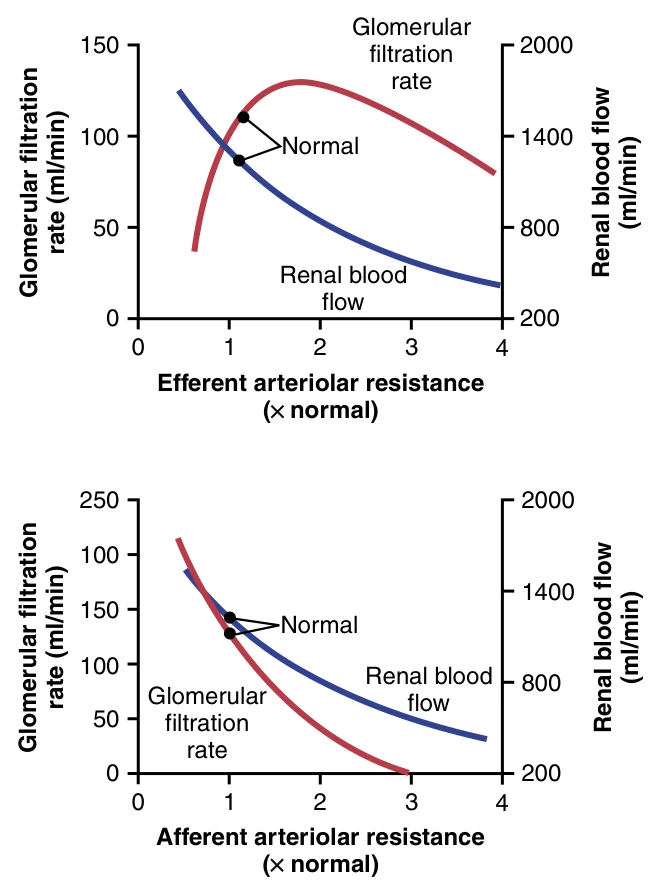 Glomerular
filtration
rate
150
100
50
0
Glomerular filtration
rate (ml/min)
2000
1400
800
200
Renal blood flow
(ml/min)
Normal
Renal blood
flow
0 1 2 3 4
Efferent arteriolar resistance
(× normal)
250
100
150
100
50
0
Glomerular filtration
rate (ml/min)
2000
1400
800
200
Renal blood flow
(ml/min)
Normal
Renal blood
flow
Glomerular
filtration
rate
0 1 2 3 4
Afferent arteriolar resistance
(× normal)